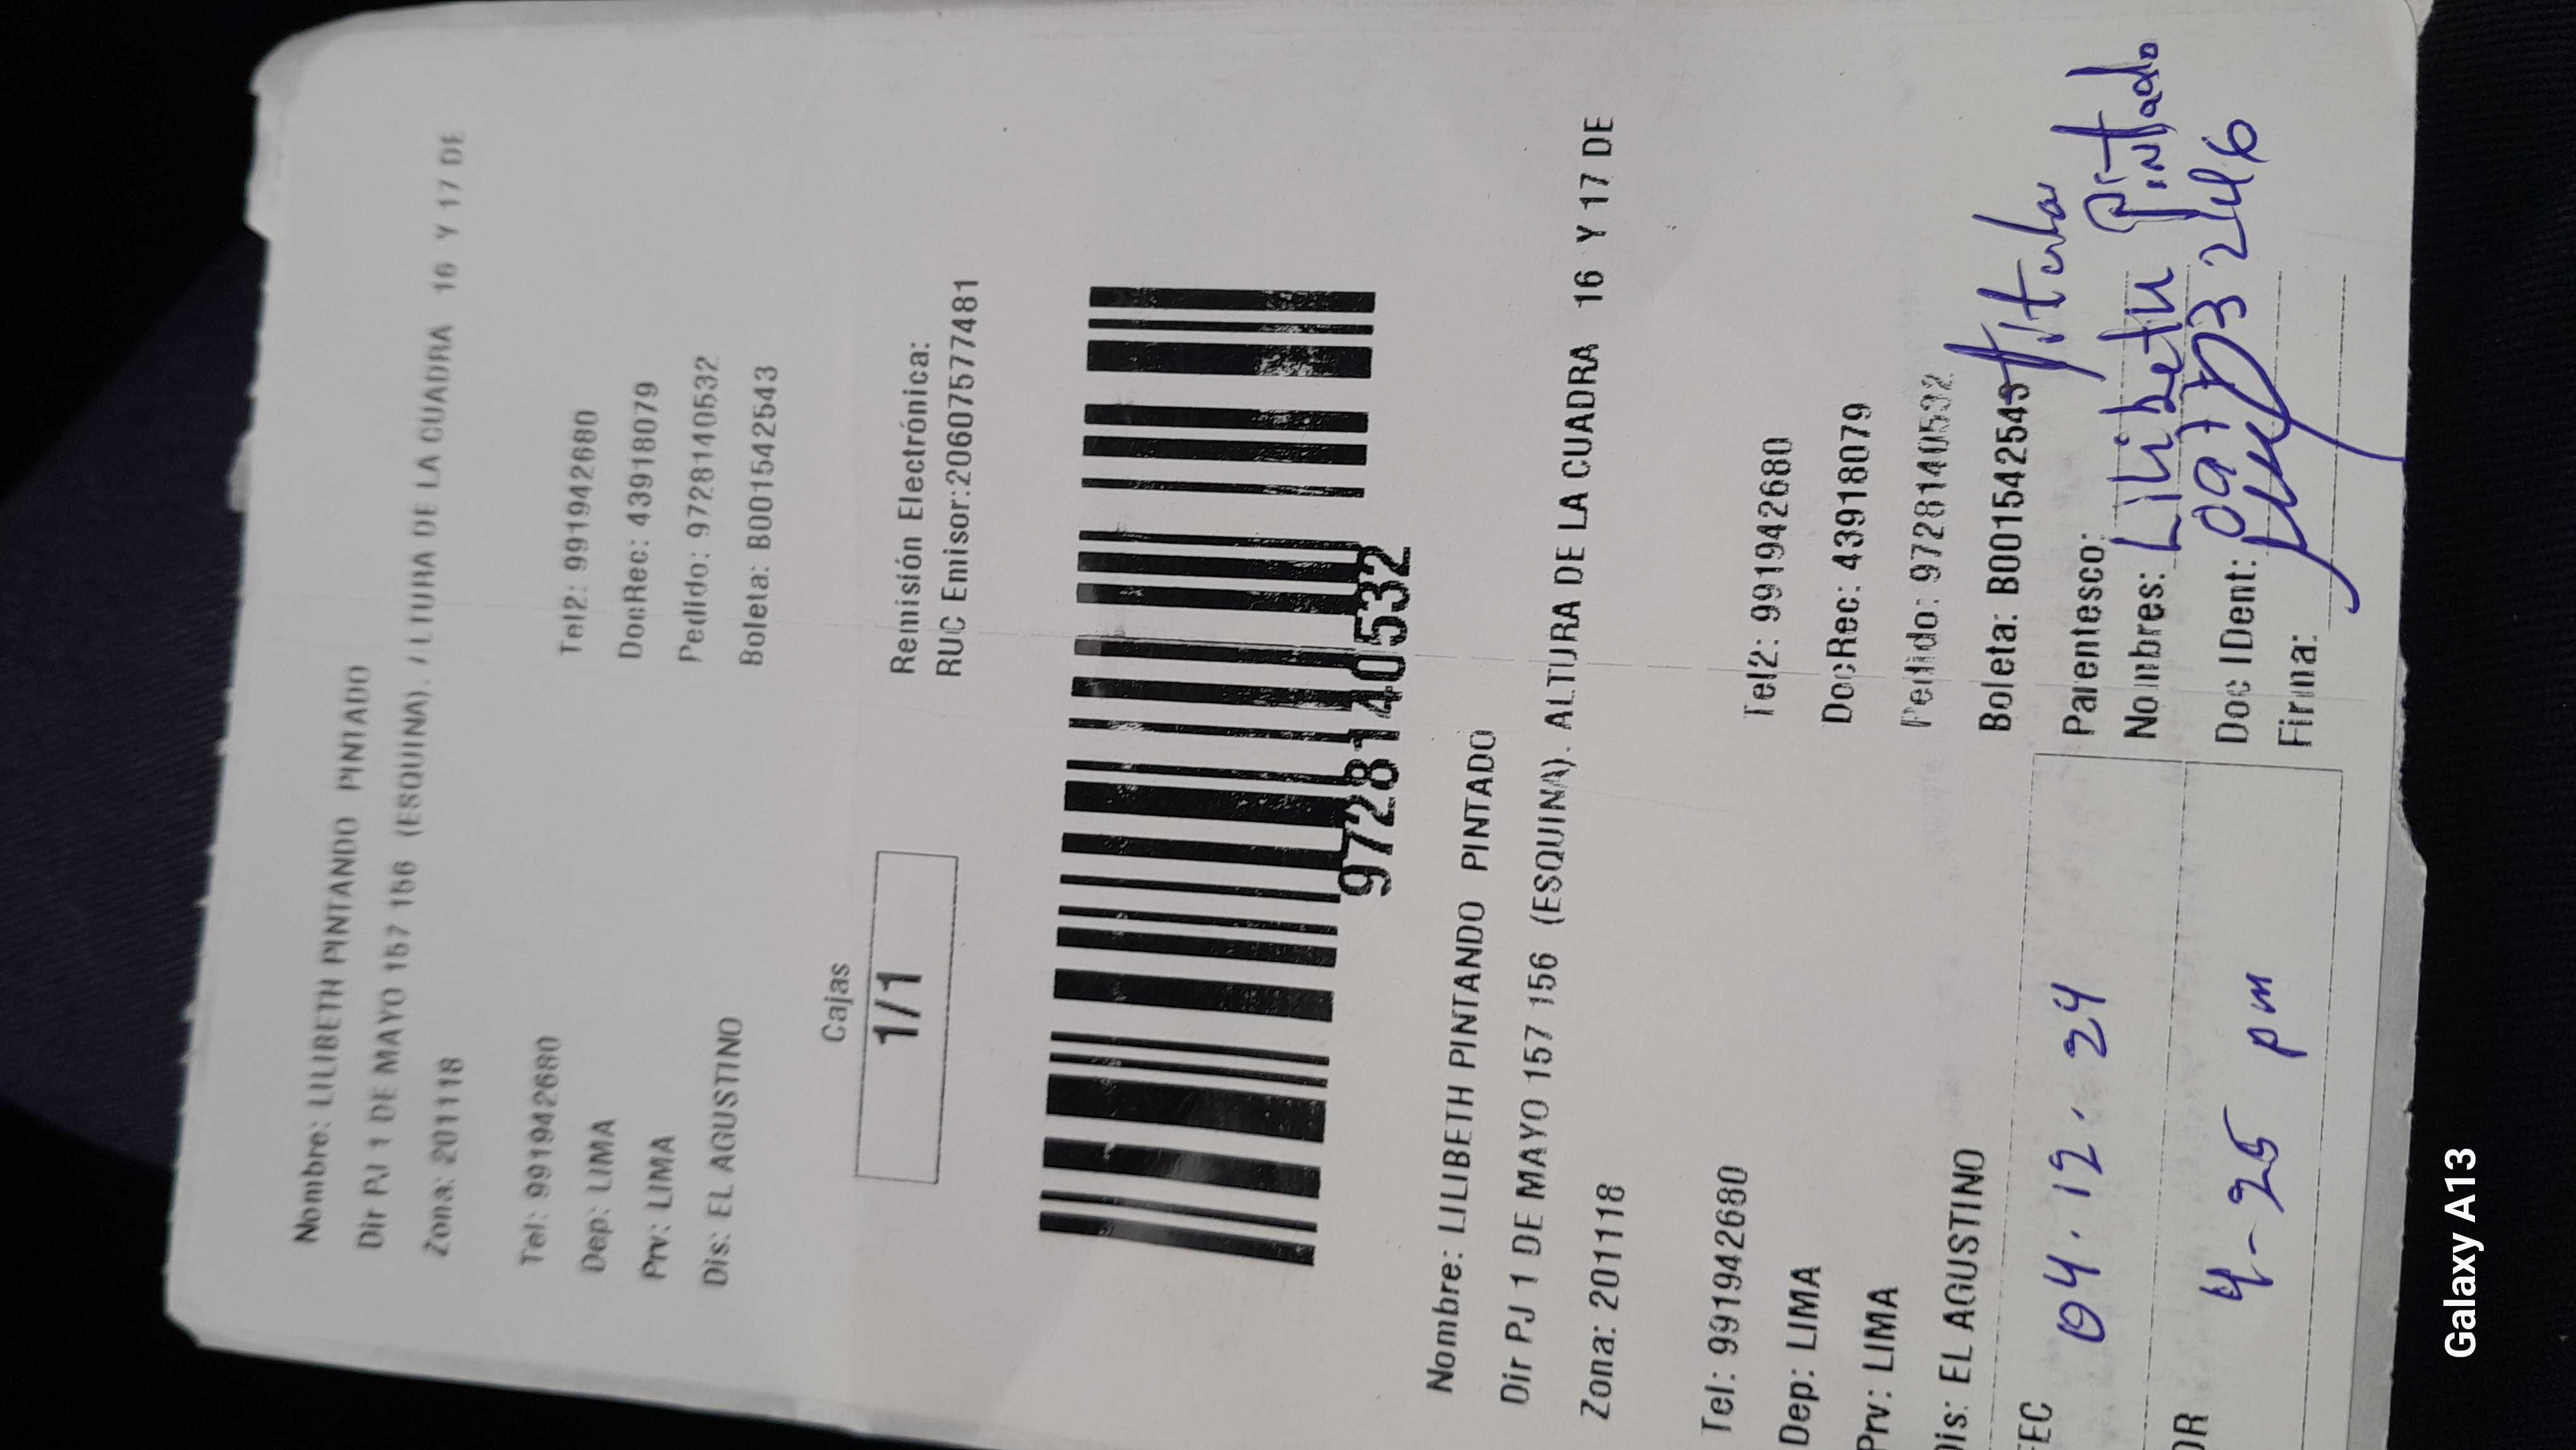 Nombre: LILIBETH PINTANDO PINTADO
Dir PJ 1 DE MAYO 157 156 (ESQUINA). ALTURA DE LA CUADRA 16 Y 17 DE
Zona: 201118
Tel: 991942680 Tel2: 991942680
Dep: LIMA DocRec: 43918079
Prv: LIMA Pedido: 9728140532
Dis: EL AGUSTINO Boleta: B001542543
Cajas
1/1
Remisión Electrónica:
RUC Emisor:20607577481
9728140532
Nombre: LILIBETH PINTANDO PINTADO
Dir PJ 1 DE MAYO 157 156 (ESQUINA). ALTURA DE LA CUADRA 16 Y 17 DE
Zona: 201118
Tel: 991942680 Tel2: 991942680
Dep: LIMA DocRec: 43918079
Prv: LIMA Pedido: 9728140532
Dis: EL AGUSTINO Boleta: B001542543
FEC 04.12.24 Parentesco: Titular
Nombres: Lilibeth Pintado Pintado
OR 4-25 pm Doc IDent:
Firma:
Galaxy A13